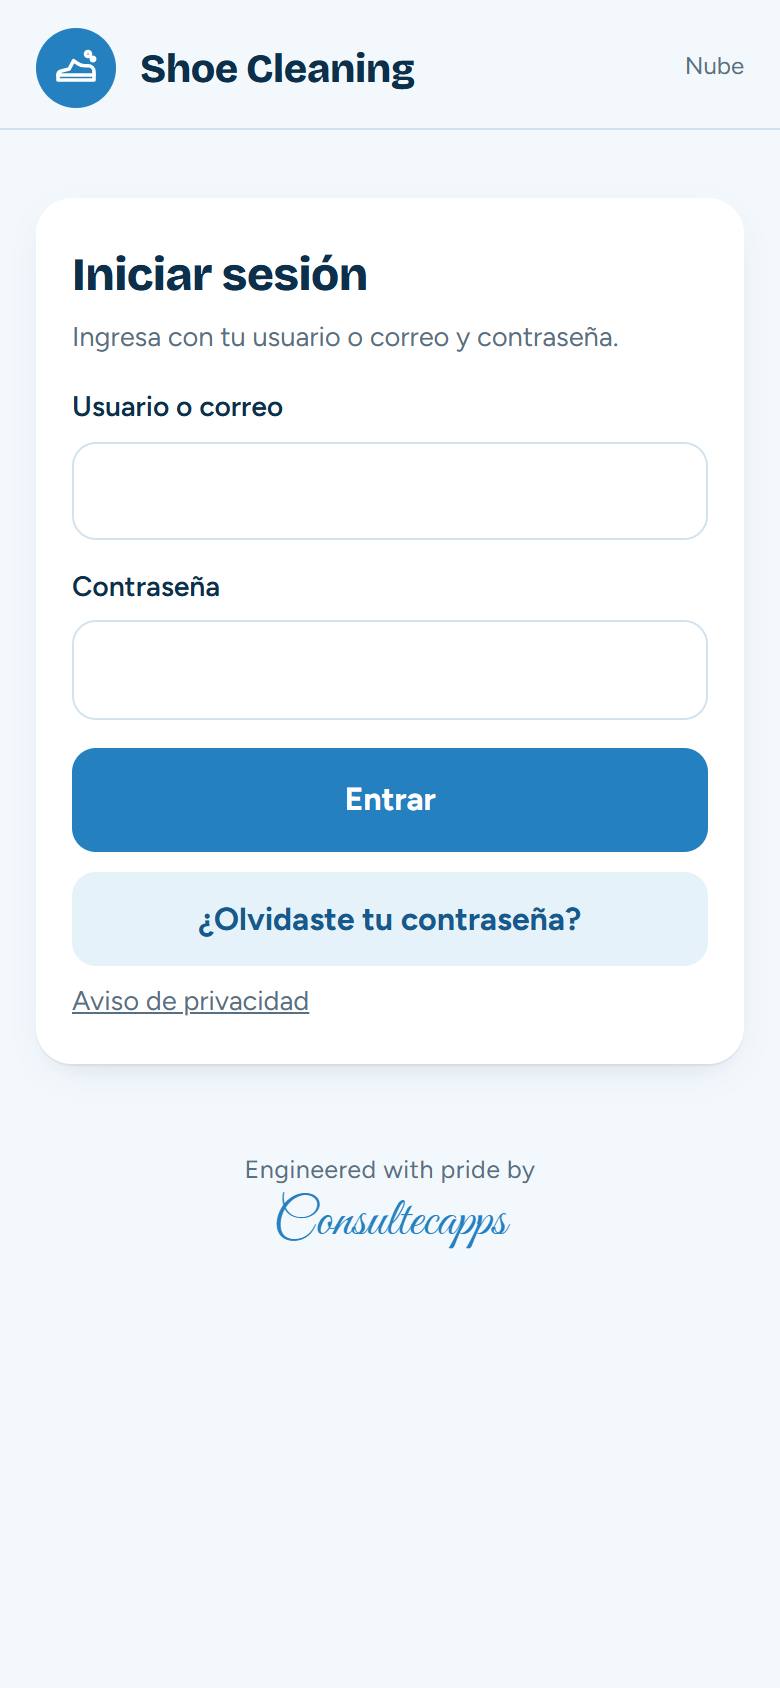 Shoe Cleaning
Nube
Iniciar sesión
Ingresa con tu usuario o correo y contraseña.
Usuario o correo
Contraseña
Entrar
¿Olvidaste tu contraseña?
Aviso de privacidad
Engineered with pride by
Consultecapps